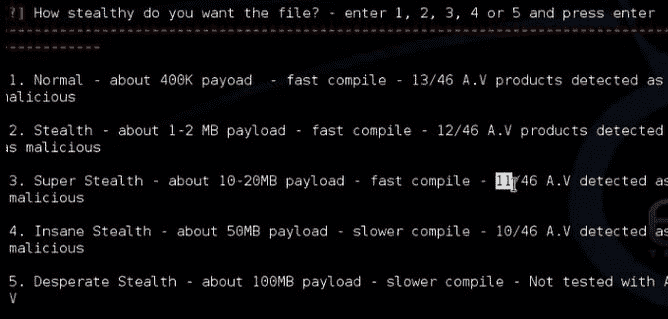 ?] How stealthy do you want the file? - enter 1, 2, 3, 4 or 5 and press enter
1. Normal - about 400K payoad - fast compile - 13/46 A.V products detected as
malicious
2. Stealth - about 1-2 MB payload - fast compile - 12/46 A.V products detected
as malicious
3. Super Stealth - about 10-20MB payload - fast compile - 11/46 A.V detected as
malicious
4. Insane Stealth - about 50MB payload - slower compile - 10/46 A.V detected as
malicious
5. Desperate Stealth - about 100MB payload - slower compile - Not tested with A
V